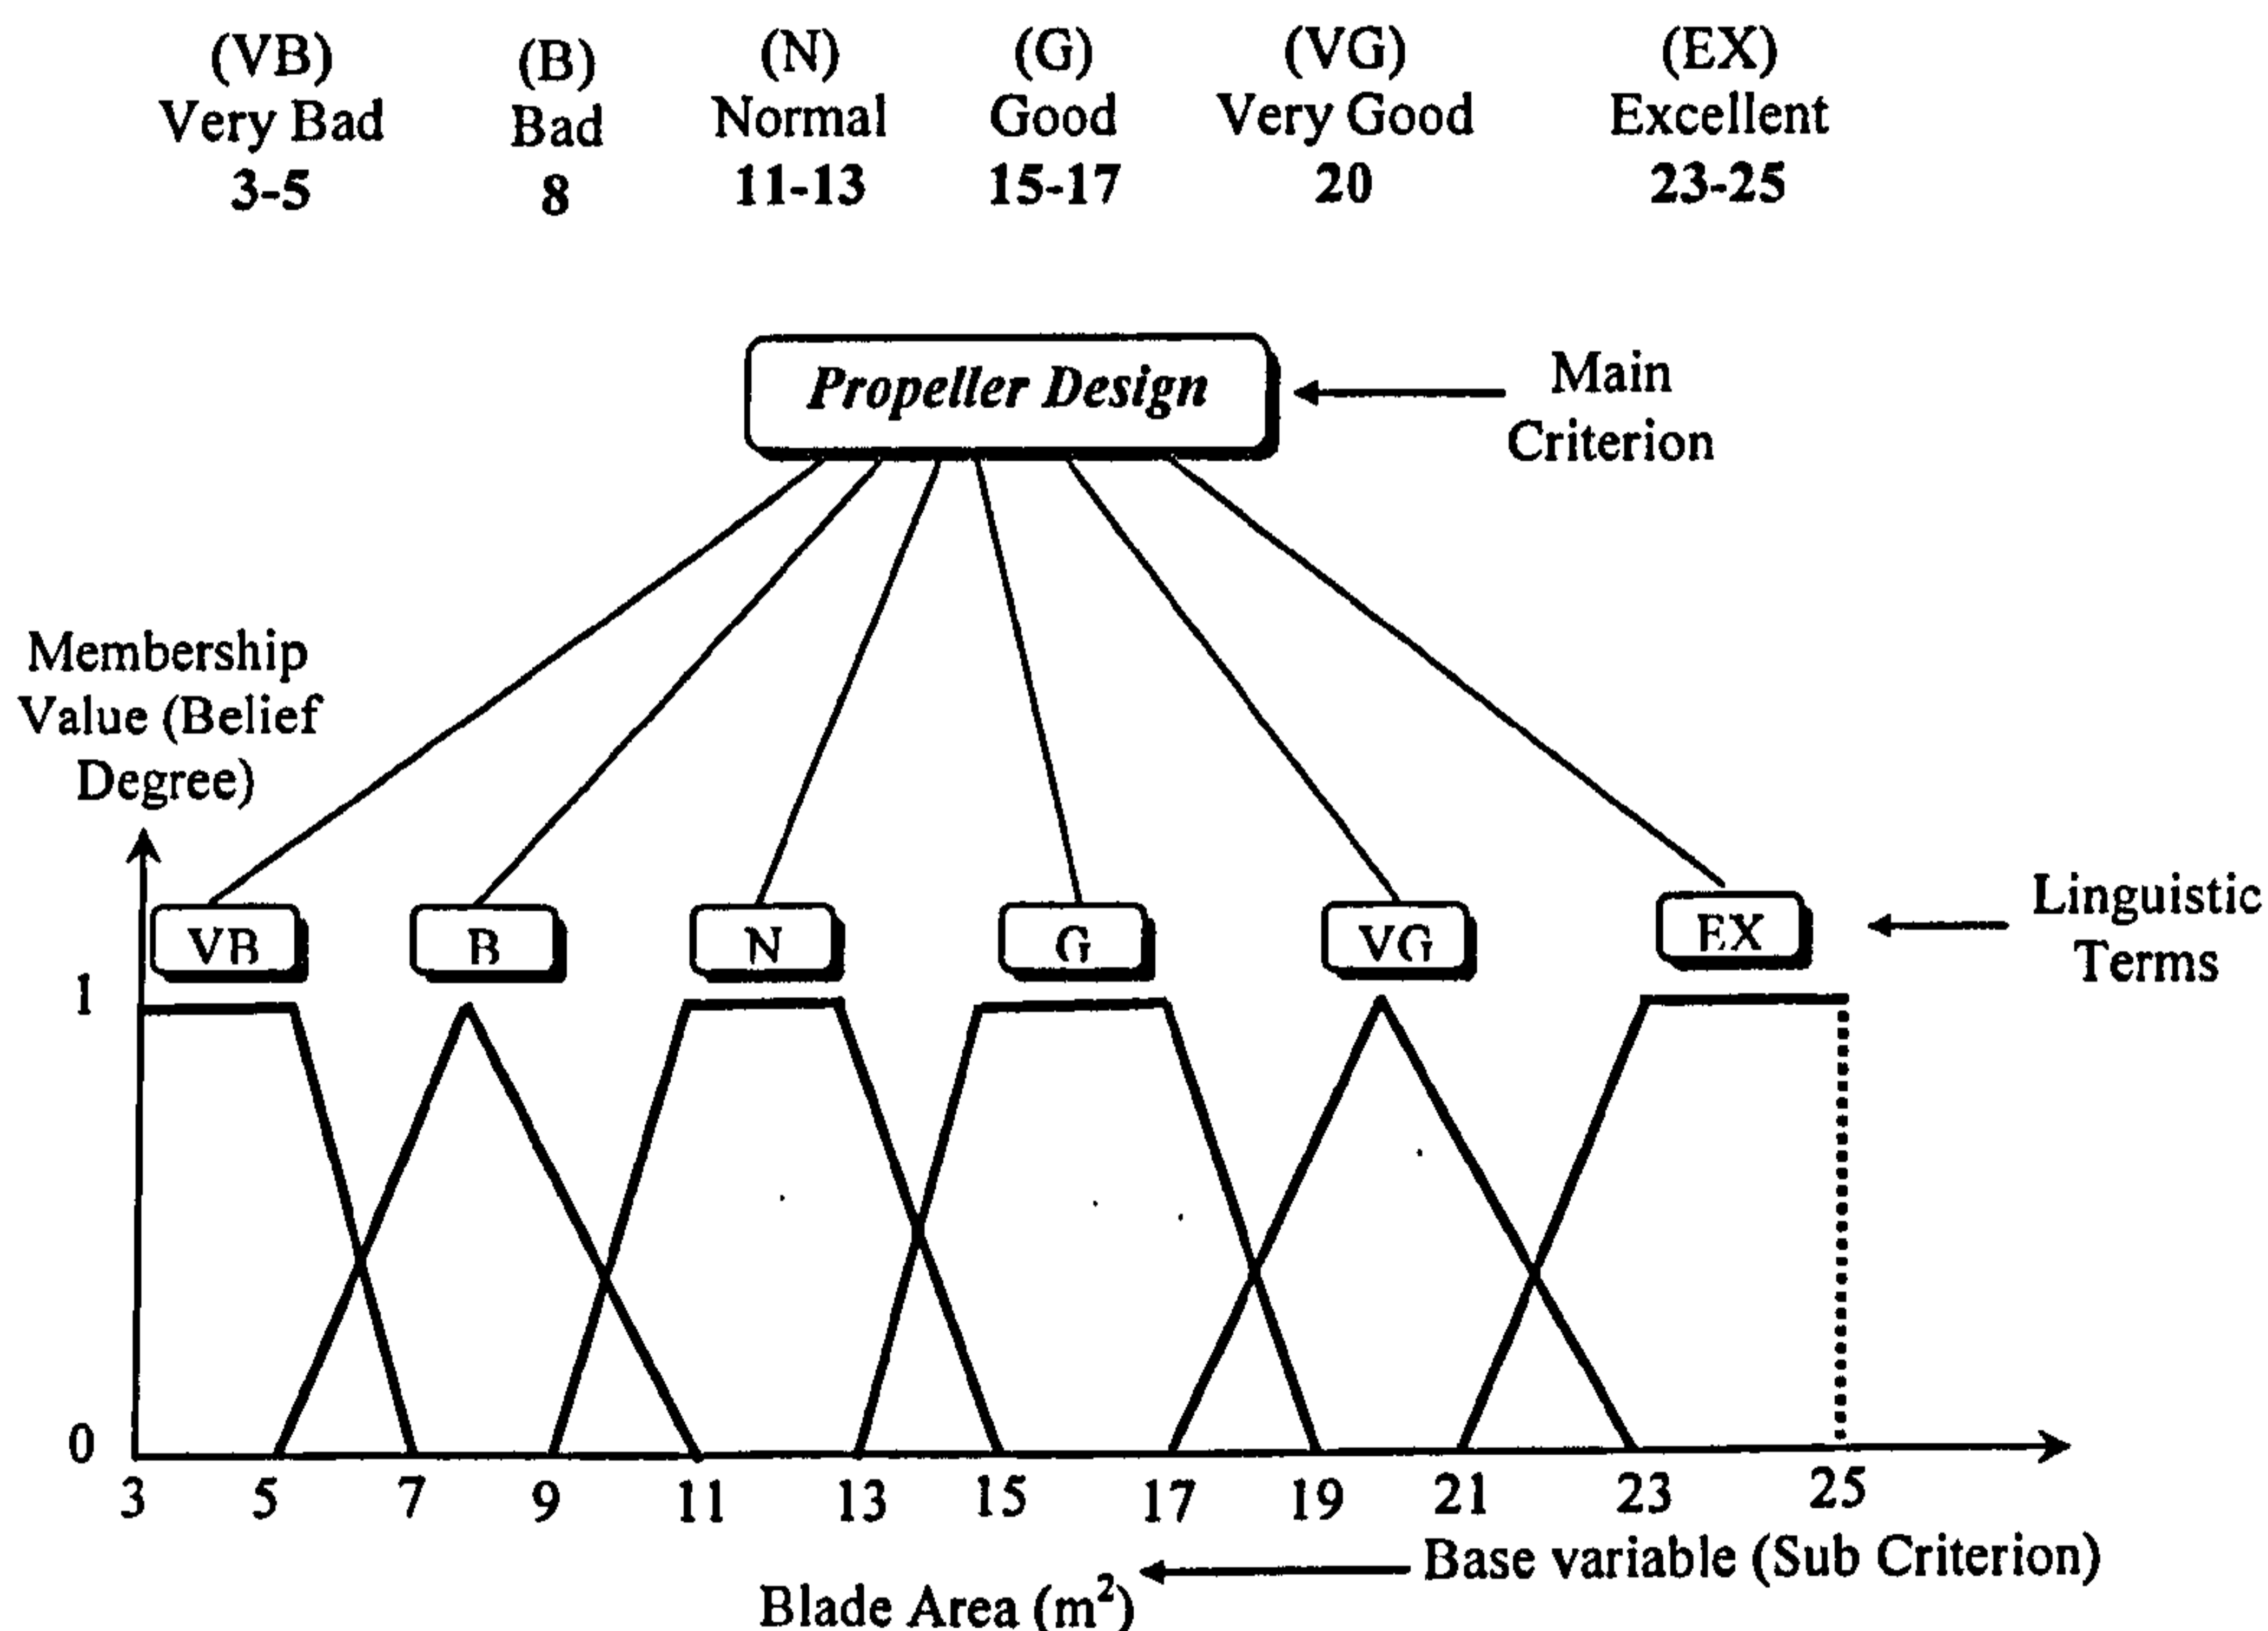 (VB) (B) (N) (G) (VG) (EX)
Very Bad Bad Normal Good Very Good Excellent
3-5 8 11-13 15-17 20 23-25
Propeller Design
Main
Criterion
Membership
Value (Belief
Degree)
VB B N G VG EX
Linguistic
Terms
1
0
3 5 7 9 11 13 15 17 19 21 23 25
Base variable (Sub Criterion)
Blade Area (m²)